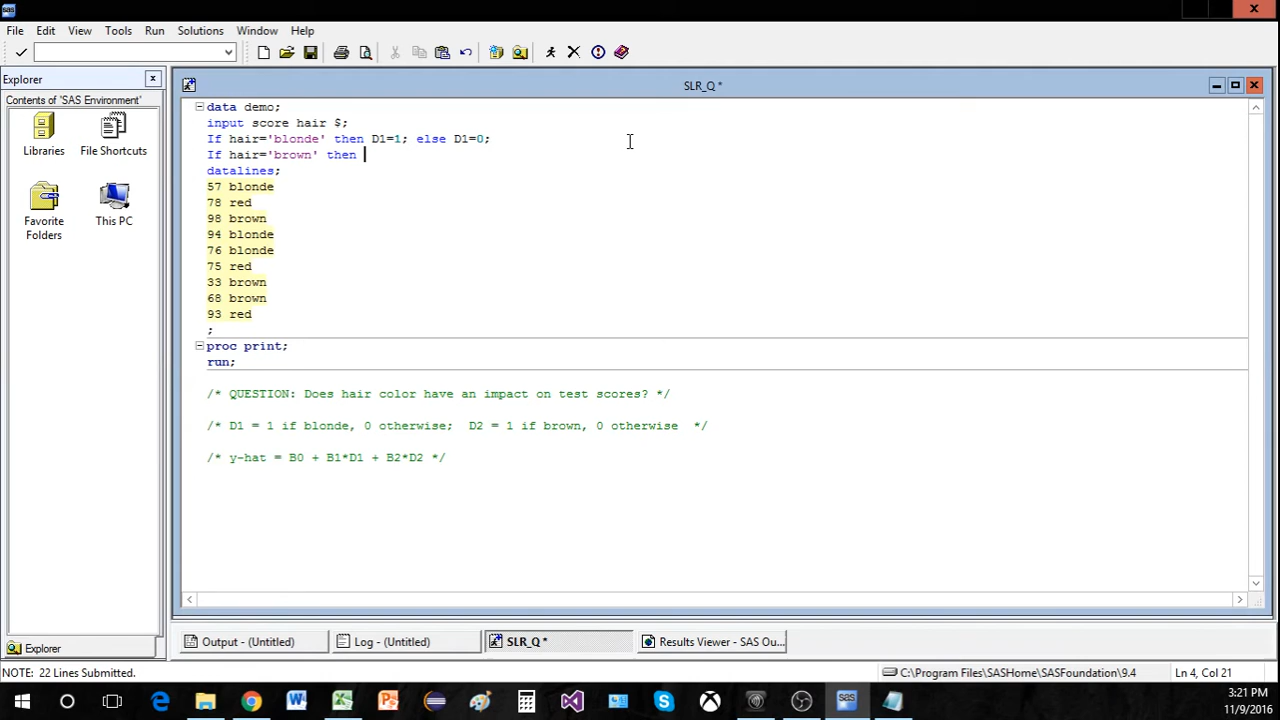 sas
File Edit View Tools Run Solutions Window Help
Explorer
Contents of 'SAS Environment'
Libraries File Shortcuts
Favorite Folders This PC
SLR_Q *
data demo;
input score hair $;
If hair='blonde' then D1=1; else D1=0;
If hair='brown' then
datalines;
57 blonde
78 red
98 brown
94 blonde
76 blonde
75 red
33 brown
68 brown
93 red
;
proc print;
run;
/* QUESTION: Does hair color have an impact on test scores? */
/* D1 = 1 if blonde, 0 otherwise; D2 = 1 if brown, 0 otherwise */
/* y-hat = B0 + B1*D1 + B2*D2 */
Explorer
Output - (Untitled) Log - (Untitled) SLR_Q * Results Viewer - SAS Ou...
NOTE: 22 Lines Submitted. C:\Program Files\SASHome\SASFoundation\9.4 Ln 4, Col 21
sas
3:21 PM
11/9/2016